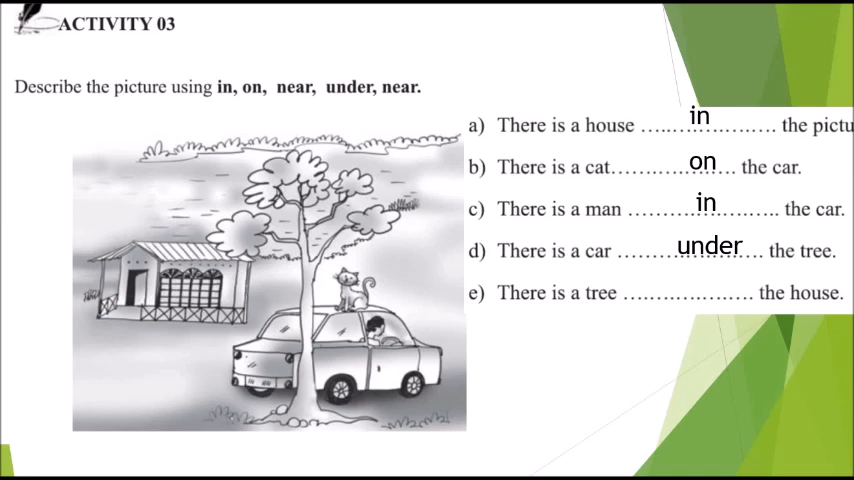 ACTIVITY 03
Describe the picture using in, on, near, under, near.
a) There is a house ......in............ the pictu
b) There is a cat......on............ the car.
c) There is a man ......in............ the car.
d) There is a car ......under............ the tree.
e) There is a tree .................... the house.